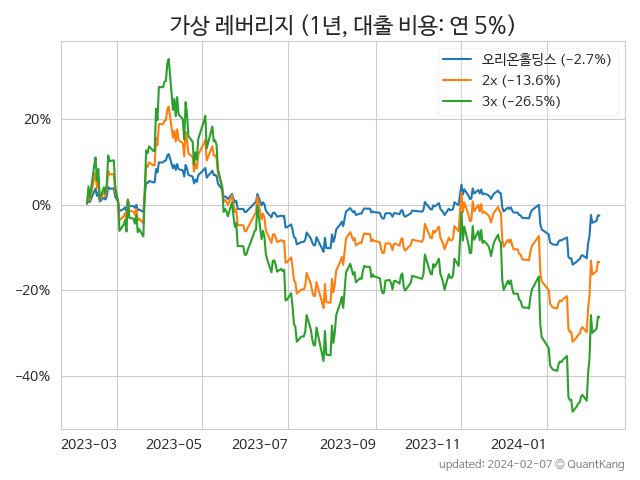 가상 레버리지 (1년, 대출 비용: 연 5%)
오리온홀딩스 (−2.7%)
2x (−13.6%)
3x (−26.5%)
20%
0%
−20%
−40%
2023-03 2023-05 2023-07 2023-09 2023-11 2024-01
updated: 2024-02-07 © QuantKang